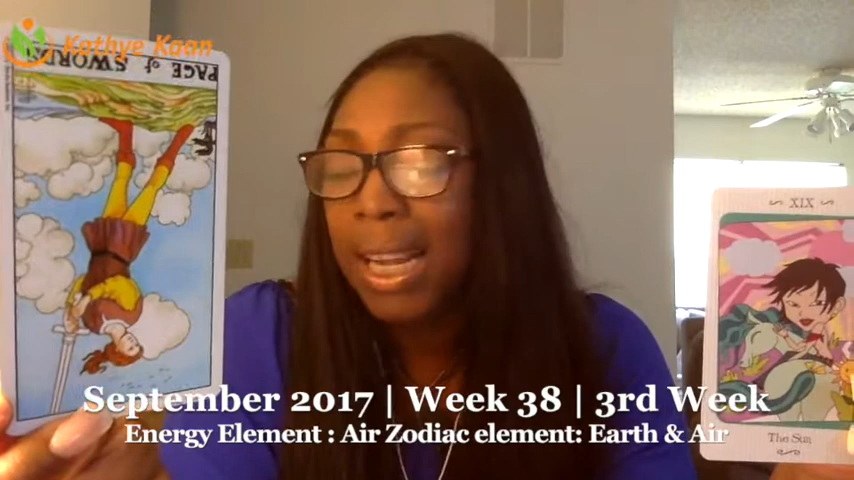 Kathye Kaan
PAGE of SWORDS
XIX
The Sun
September 2017 | Week 38 | 3rd Week
Energy Element : Air Zodiac element: Earth & Air